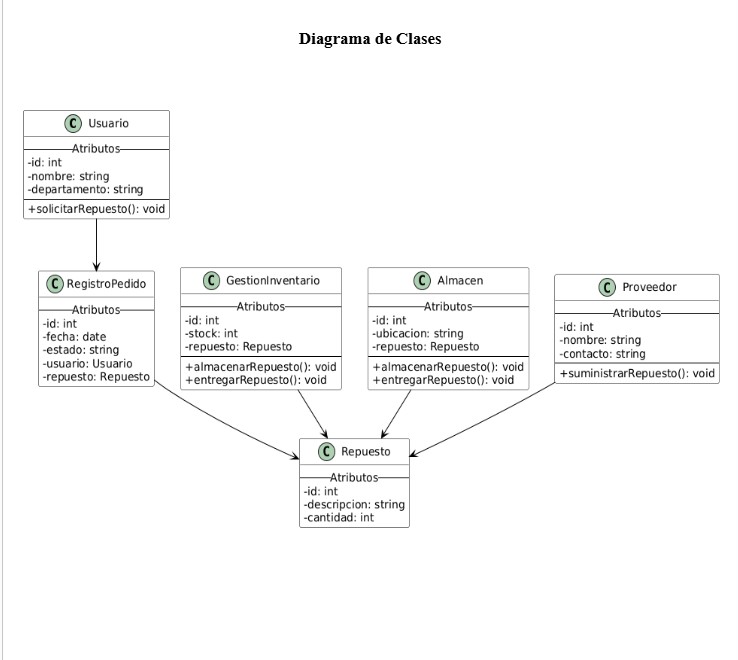 Diagrama de Clases
C Usuario
Atributos
-id: int
-nombre: string
-departamento: string
+solicitarRepuesto(): void
C RegistroPedido
Atributos
-id: int
-fecha: date
-estado: string
-usuario: Usuario
-repuesto: Repuesto
C GestionInventario
Atributos
-id: int
-stock: int
-repuesto: Repuesto
+almacenarRepuesto(): void
+entregarRepuesto(): void
C Almacen
Atributos
-id: int
-ubicacion: string
-repuesto: Repuesto
+almacenarRepuesto(): void
+entregarRepuesto(): void
C Proveedor
Atributos
-id: int
-nombre: string
-contacto: string
+suministrarRepuesto(): void
C Repuesto
Atributos
-id: int
-descripcion: string
-cantidad: int